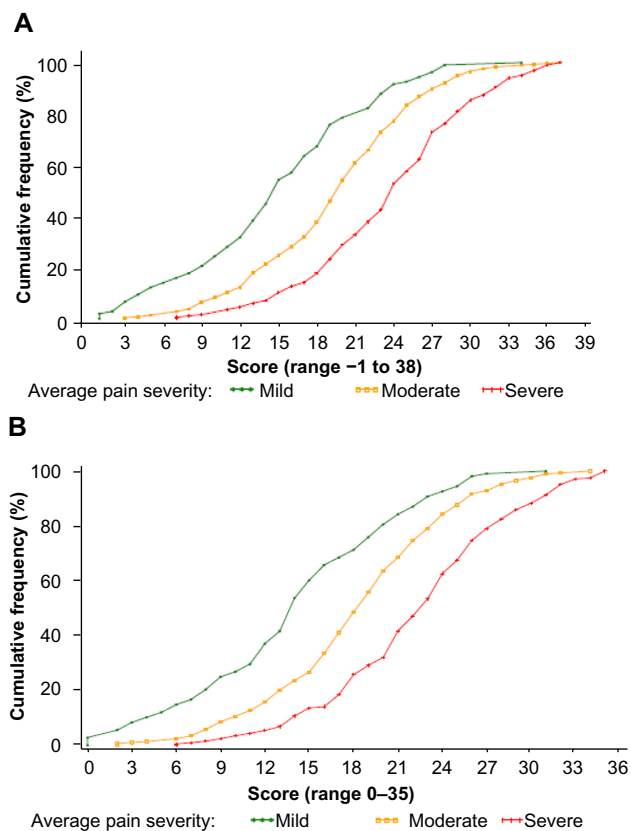 A
Cumulative frequency (%)
100
80
60
40
20
0
0 3 6 9 12 15 18 21 24 27 30 33 36 39
Score (range −1 to 38)
Average pain severity: Mild Moderate Severe
B
Cumulative frequency (%)
100
80
60
40
20
0
0 3 6 9 12 15 18 21 24 27 30 33 36
Score (range 0–35)
Average pain severity: Mild Moderate Severe